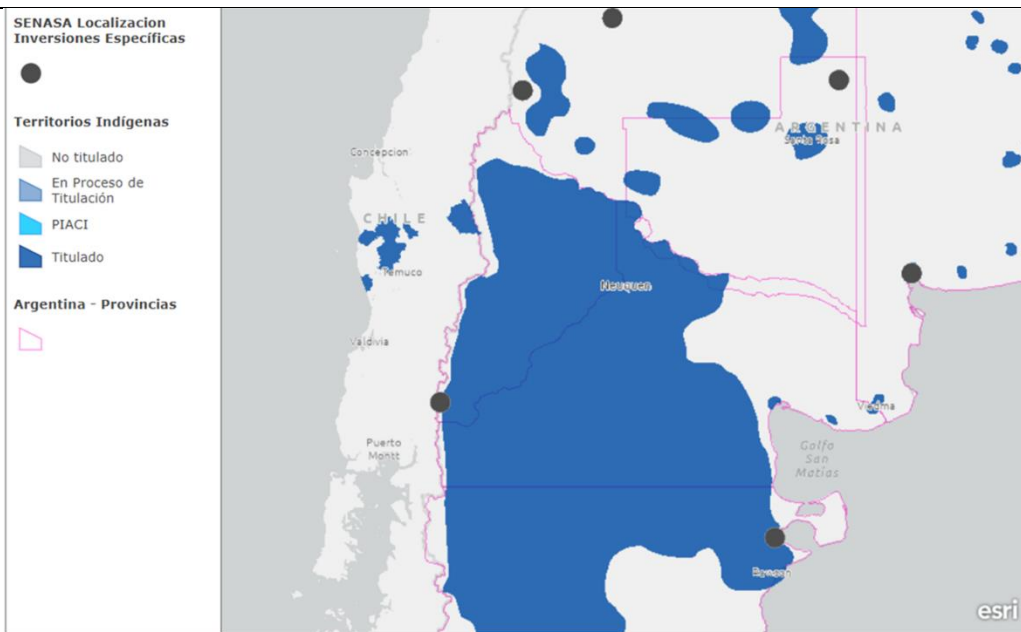 SENASA Localizacion
Inversiones Específicas
Territorios Indígenas
No titulado
En Proceso de
Titulación
PIACI
Titulado
Argentina - Provincias
Concepcion
CHILE
Temuco
Valdivia
Puerto
Montt
ARGENTINA
Santa Rosa
Neuquen
Viedma
Golfo
San
Matías
Rawson
esri